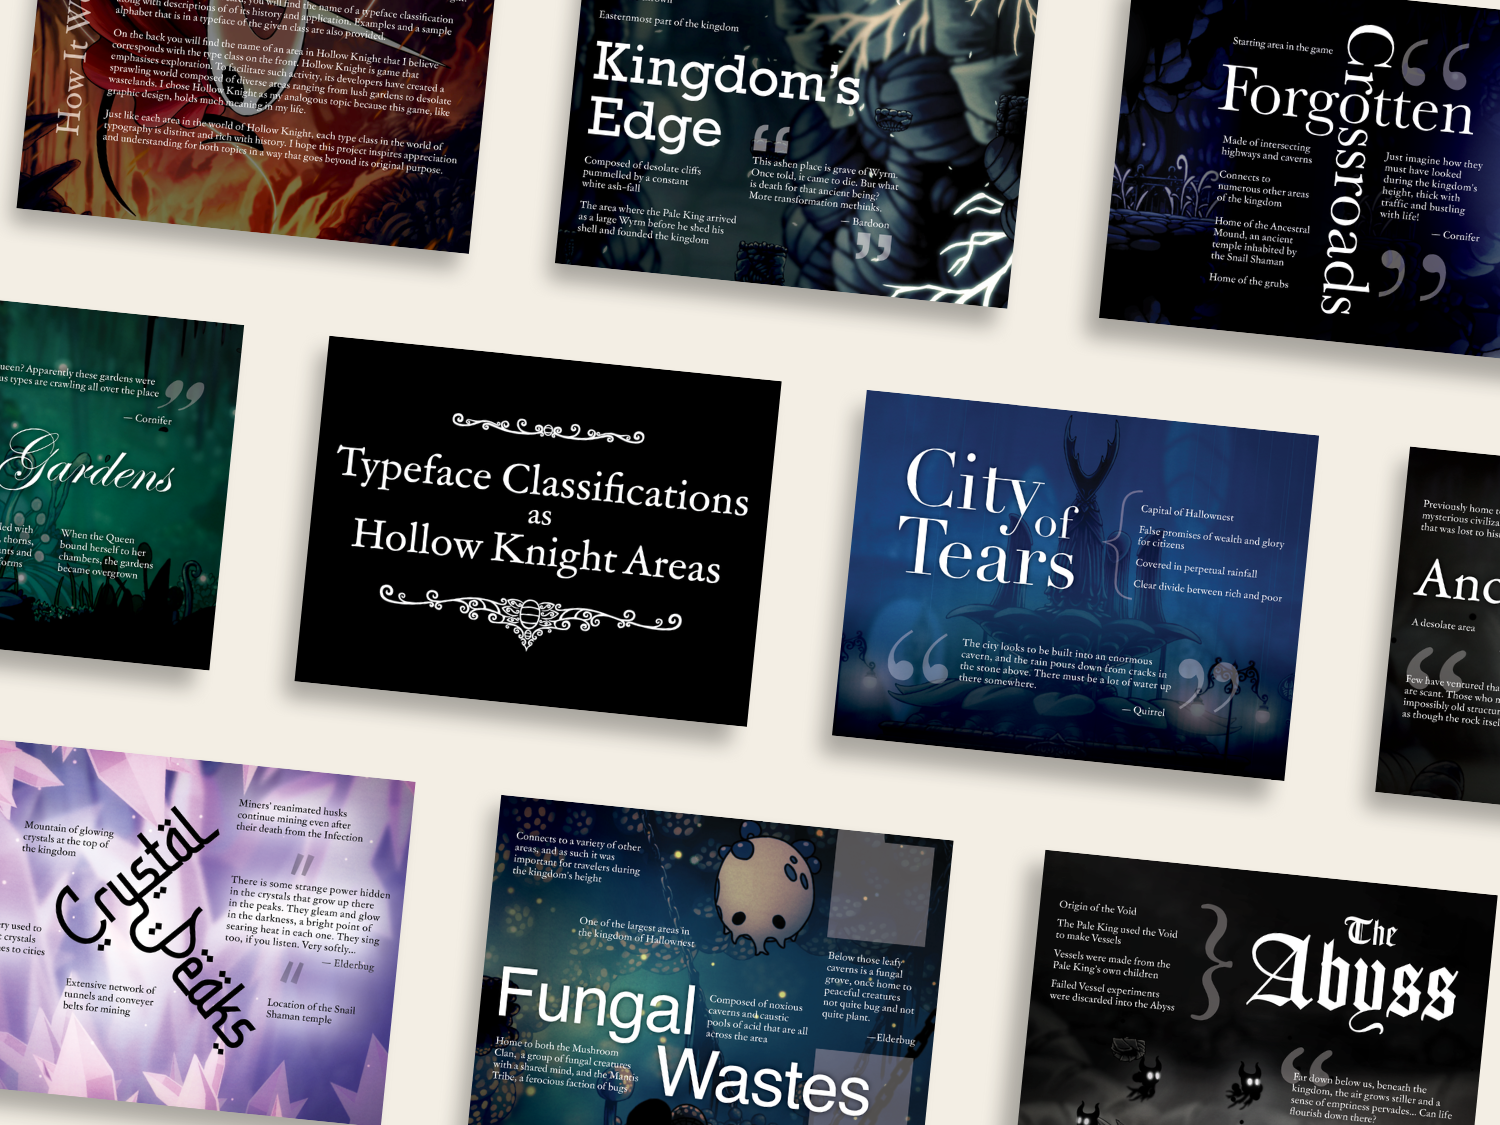 How It Wo
you will find the name of a typeface classification
along with descriptions of of its history and application. Examples and a sample
alphabet that is in a typeface of the given class are also provided.
On the back you will find the name of an area in Hollow Knight that I believe
corresponds with the type class on the front. Hollow Knight is game that
emphasises exploration. To facilitate such activity, its developers have created a
sprawling world composed of diverse areas ranging from lush gardens to desolate
wastelands. I chose Hollow Knight as my analogous topic because this game, like
graphic design, holds much meaning in my life.
Just like each area in the world of Hollow Knight, each type class in the world of
typography is distinct and rich with history. I hope this project inspires appreciation
and understanding for both topics in a way that goes beyond its original purpose.
Easternmost part of the kingdom
Kingdom's
Edge
Composed of desolate cliffs
pummelled by a constant
white ash-fall
The area where the Pale King arrived
as a large Wyrm before he shed his
shell and founded the kingdom
“
This ashen place is grave of Wyrm.
Once told, it came to die. But what
is death for that ancient being?
More transformation methinks.
— Bardoon
”
Starting area in the game
Forgotten
Crossroads
Made of intersecting
highways and caverns
Connects to
numerous other areas
of the kingdom
Home of the Ancestral
Mound, an ancient
temple inhabited by
the Snail Shaman
Home of the grubs
“
Just imagine how they
must have looked
during the kingdom's
height, thick with
traffic and bustling
with life!
— Cornifer
”
ueen? Apparently these gardens were
us types are crawling all over the place
”
— Cornifer
Gardens
led with
thorns,
nts and
forms
When the Queen
bound herself to her
chambers, the gardens
became overgrown
Typeface Classifications
as
Hollow Knight Areas
City of
Tears
{
Capital of Hallownest
False promises of wealth and glory
for citizens
Covered in perpetual rainfall
Clear divide between rich and poor
“
The city looks to be built into an enormous
cavern, and the rain pours down from cracks in
the stone above. There must be a lot of water up
there somewhere.
”
— Quirrel
Previously home t
mysterious civiliza
that was lost to his
Anc
A desolate area
“
Few have ventured tha
are scant. Those who m
impossibly old structur
as though the rock itsel
Mountain of glowing
crystals at the top of
the kingdom
Crystal
Peaks
ery used to
crystals
es to cities
Extensive network of
tunnels and conveyer
belts for mining
Miners' reanimated husks
continue mining even after
their death from the Infection
"
There is some strange power hidden
in the crystals that grow up there
in the peaks. They gleam and glow
in the darkness, a bright point of
searing heat in each one. They sing
too, if you listen. Very softly...
— Elderbug
"
Location of the Snail
Shaman temple
Connects to a variety of other
areas, and as such it was
important for travelers during
the kingdom's height
One of the largest areas in
the kingdom of Hallownest
Fungal
Wastes
Composed of noxious
caverns and caustic
pools of acid that are all
across the area
Home to both the Mushroom
Clan, a group of fungal creatures
with a shared mind, and the Mantis
Tribe, a ferocious faction of bugs
Below those leafy
caverns is a fungal
grove, once home to
peaceful creatures
not quite bug and not
quite plant.
—Elderbug
Origin of the Void
The Pale King used the Void
to make Vessels
Vessels were made from the
Pale King's own children
Failed Vessel experiments
were discarded into the Abyss
}
The
Abyss
“
Far down below us, beneath the
kingdom, the air grows stiller and a
sense of emptiness pervades... Can life
flourish down there?